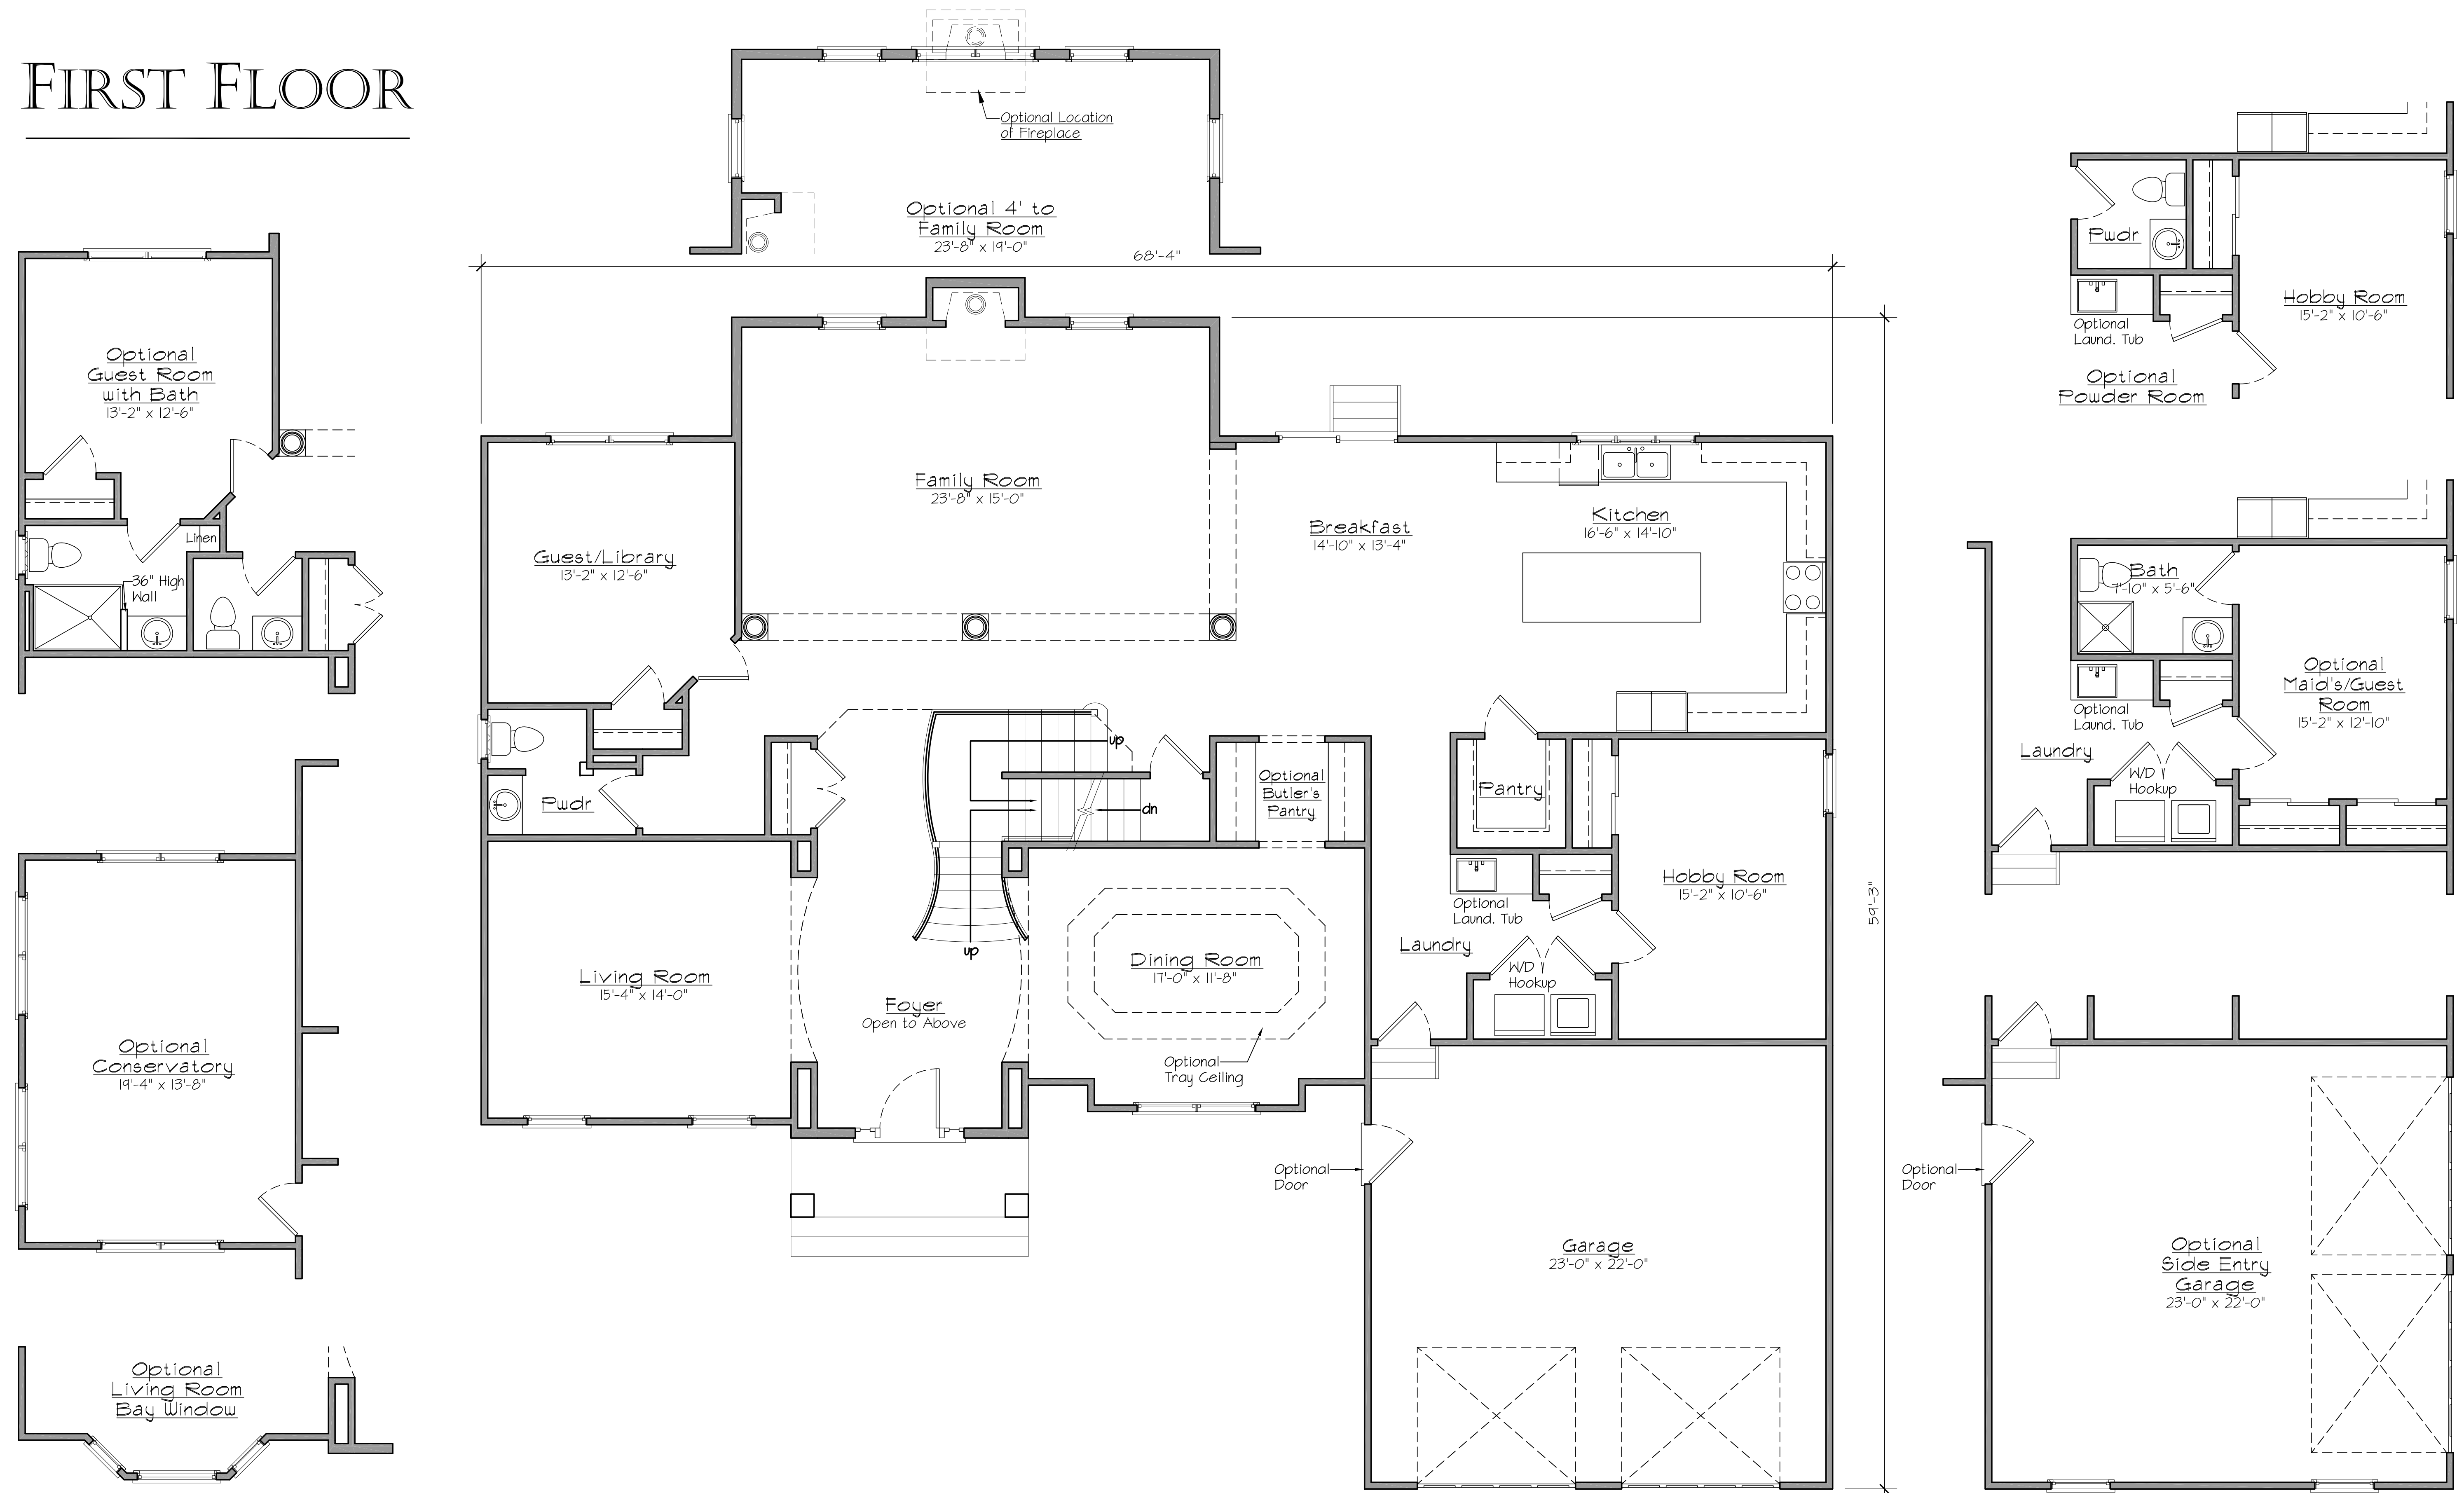 FIRST FLOOR
Optional Location
of Fireplace
Optional 4' to
Family Room
23'-8" x 19'-0"
68'-4"
Optional
Guest Room
with Bath
13'-2" x 12'-6"
Linen
36" High
Wall
Optional
Conservatory
19'-4" x 13'-8"
Optional
Living Room
Bay Window
Family Room
23'-8" x 15'-0"
Guest/Library
13'-2" x 12'-6"
Breakfast
14'-10" x 13'-4"
Kitchen
16'-6" x 14'-10"
up
dn
Optional
Butler's
Pantry
Pwdr
Pantry
Hobby Room
15'-2" x 10'-6"
Optional
Laund. Tub
Laundry
W/D
Hookup
Living Room
15'-4" x 14'-0"
Foyer
Open to Above
up
Dining Room
17'-0" x 11'-8"
Optional
Tray Ceiling
59'-3"
Optional
Door
Garage
23'-0" x 22'-0"
Pwdr
Hobby Room
15'-2" x 10'-6"
Optional
Laund. Tub
Optional
Powder Room
Bath
7'-10" x 5'-6"
Optional
Maid's/Guest
Room
15'-2" x 12'-10"
Optional
Laund. Tub
Laundry
W/D
Hookup
Optional
Door
Optional
Side Entry
Garage
23'-0" x 22'-0"